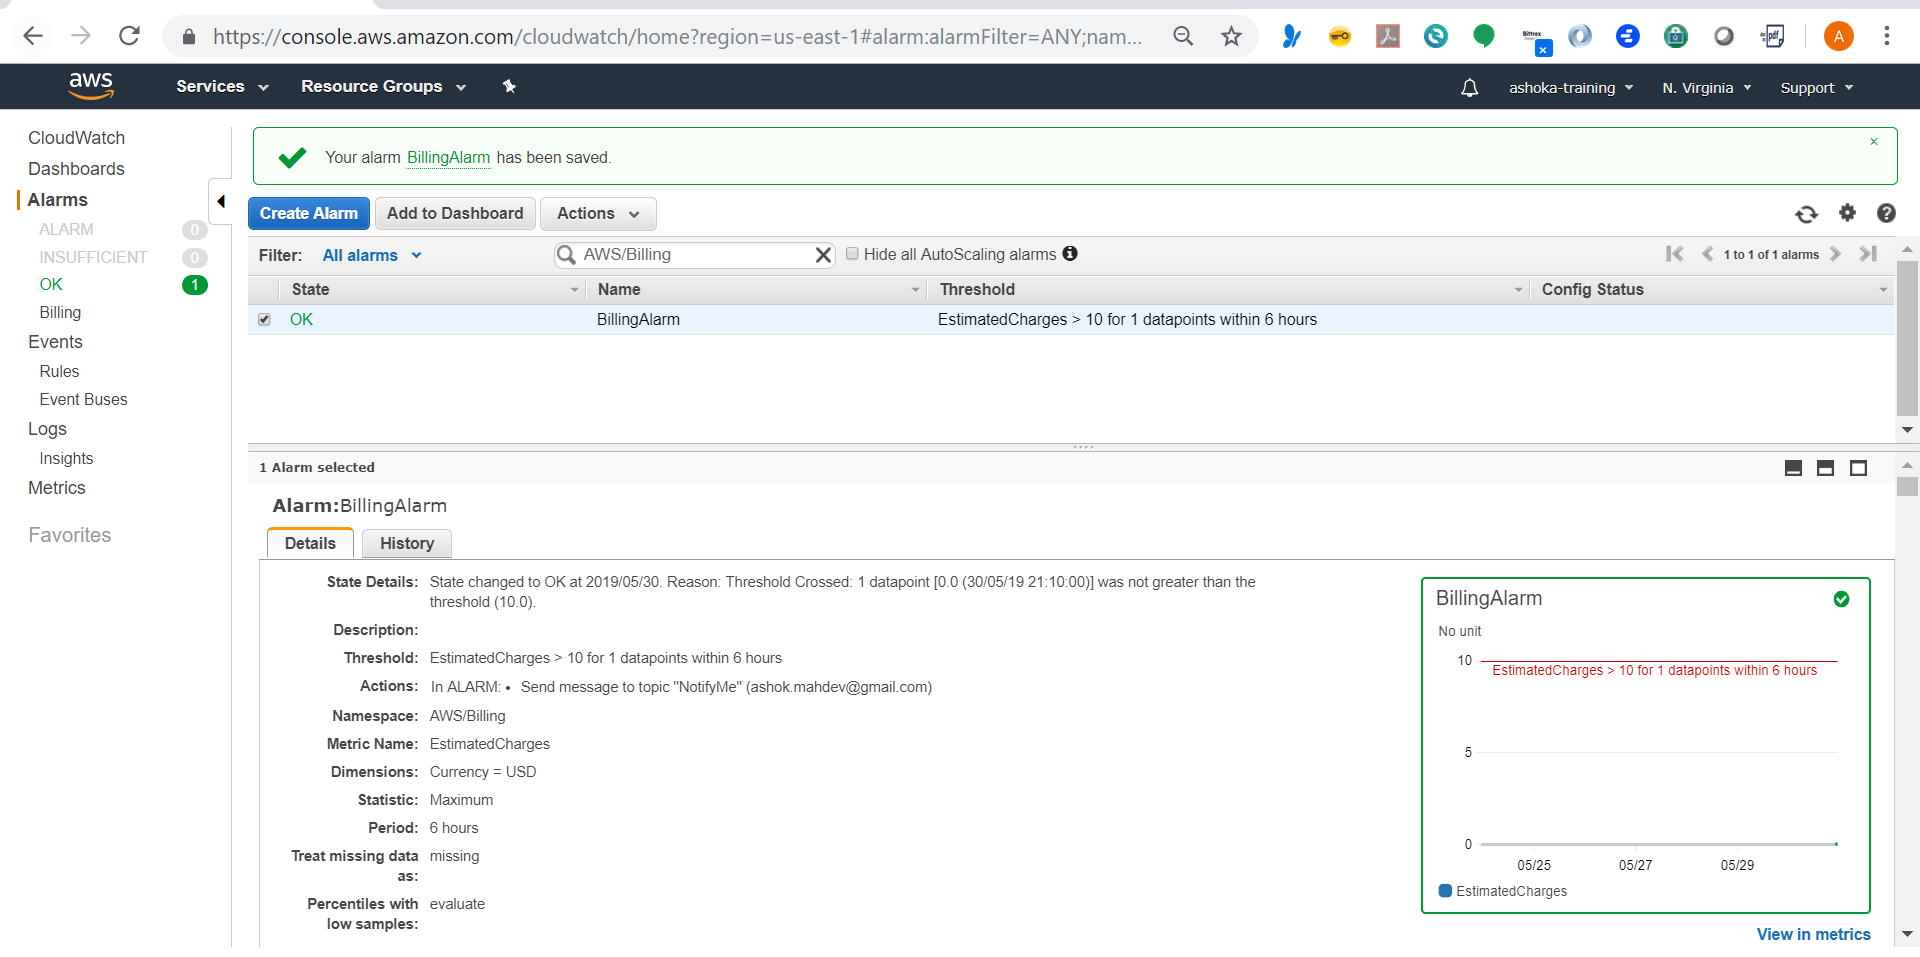 https://console.aws.amazon.com/cloudwatch/home?region=us-east-1#alarm:alarmFilter=ANY;nam...
Bittrex
pdf
A
aws
Services
Resource Groups
ashoka-training
N. Virginia
Support
CloudWatch
Dashboards
Alarms
ALARM 0
INSUFFICIENT 0
OK 1
Billing
Events
Rules
Event Buses
Logs
Insights
Metrics
Favorites
Your alarm BillingAlarm has been saved.
Create Alarm
Add to Dashboard
Actions
Filter: All alarms
AWS/Billing
Hide all AutoScaling alarms
1 to 1 of 1 alarms
State Name Threshold Config Status
OK BillingAlarm EstimatedCharges > 10 for 1 datapoints within 6 hours
1 Alarm selected
Alarm:BillingAlarm
Details
History
State Details: State changed to OK at 2019/05/30. Reason: Threshold Crossed: 1 datapoint [0.0 (30/05/19 21:10:00)] was not greater than the
threshold (10.0).
Description:
Threshold: EstimatedCharges > 10 for 1 datapoints within 6 hours
Actions: In ALARM: • Send message to topic "NotifyMe" (ashok.mahdev@gmail.com)
Namespace: AWS/Billing
Metric Name: EstimatedCharges
Dimensions: Currency = USD
Statistic: Maximum
Period: 6 hours
Treat missing data missing
as:
Percentiles with evaluate
low samples:
BillingAlarm
No unit
10
EstimatedCharges > 10 for 1 datapoints within 6 hours
5
0
05/25 05/27 05/29
EstimatedCharges
View in metrics